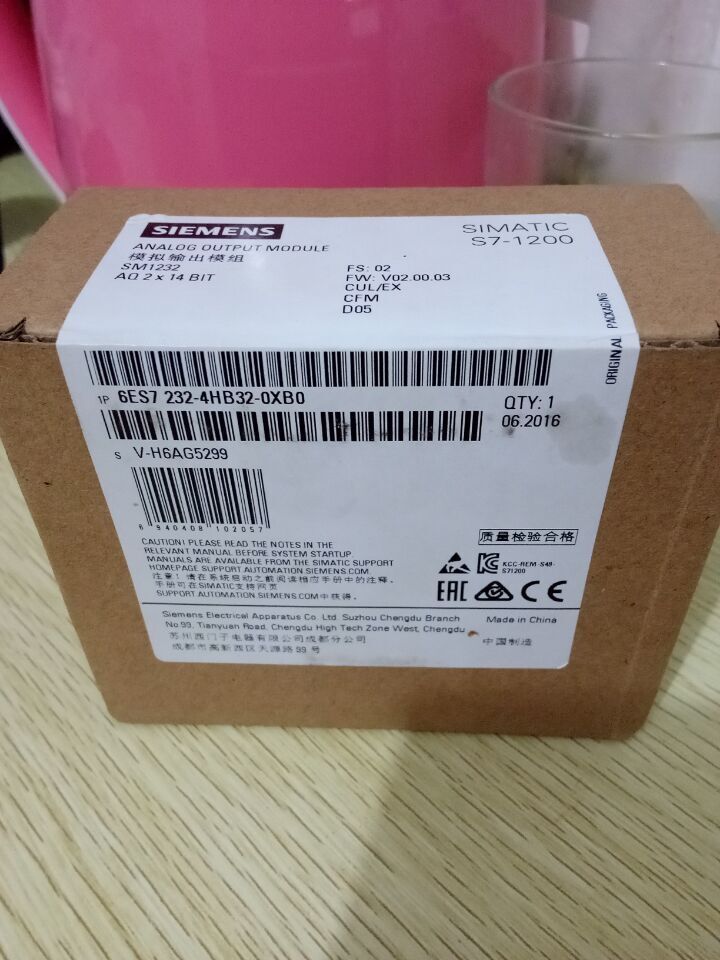 SIEMENS
SIMATIC
S7-1200
ANALOG OUTPUT MODULE
模拟输出模组
SM1232
AQ 2 x 14 BIT
FS: 02
FW: V02.00.03
CUL/EX
CFM
D05
ORIGINAL PACKAGING
1P 6ES7 232-4HB32-0XB0
QTY: 1
06.2016
S V-H6AG5299
6 940408 102057
CAUTION! PLEASE READ THE NOTES IN THE
RELEVANT MANUAL BEFORE SYSTEM STARTUP.
MANUALS ARE AVAILABLE FROM THE SIMATIC SUPPORT
HOMEPAGE SUPPORT.AUTOMATION.SIEMENS.COM.
注意！请在系统启动之前阅读相应手册中的注释。
手册可在SIMATIC支持网页
SUPPORT.AUTOMATION.SIEMENS.COM中获得。
质量检验合格
KCC-REM-S49-
S71200
EAC CE
Siemens Electrical Apparatus Co. Ltd. Suzhou Chengdu Branch
No.99, Tianyuan Road, Chengdu High Tech Zone West, Chengdu
Made in China
苏州西门子电器有限公司成都分公司
成都市高新西区天源路 99 号
中国制造